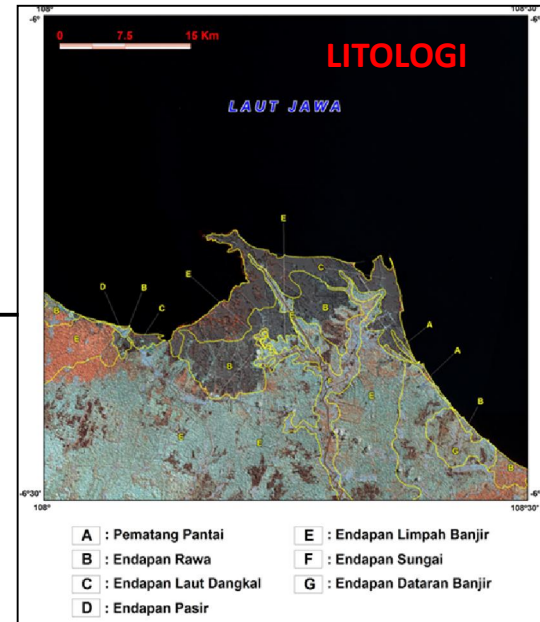 108°
108°30'
-6°
-6°
0 7.5 15 Km
LITOLOGI
LAUT JAWA
E
C
D
B
E
C
B
B
E
E
B
A
A
B
E
E
G
B
-6°30'
-6°30'
108°
108°30'
A : Pematang Pantai
B : Endapan Rawa
C : Endapan Laut Dangkal
D : Endapan Pasir
E : Endapan Limpah Banjir
F : Endapan Sungai
G : Endapan Dataran Banjir